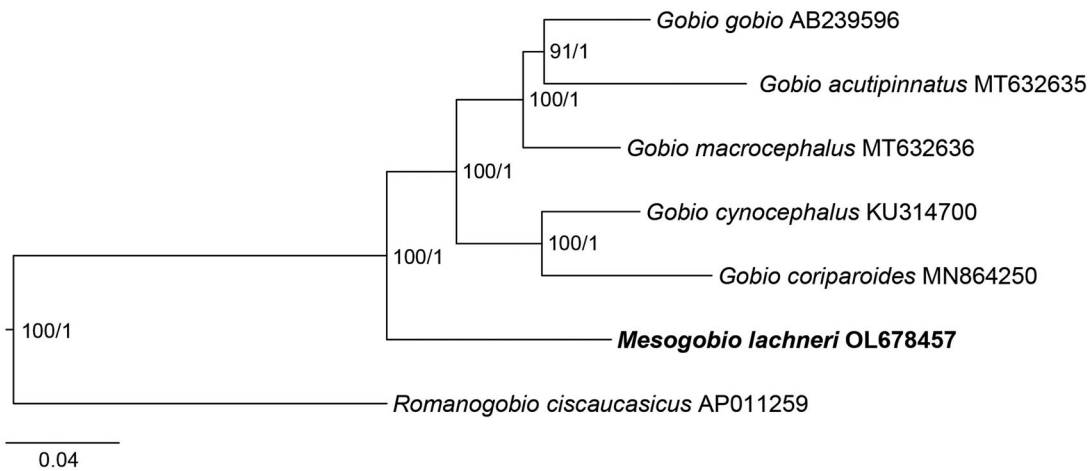 Gobio gobio AB239596
91/1
Gobio acutipinnatus MT632635
100/1
Gobio macrocephalus MT632636
100/1
Gobio cynocephalus KU314700
100/1
100/1
Gobio coriparoides MN864250
100/1
Mesogobio lachneri OL678457
Romanogobio ciscaucasicus AP011259
0.04